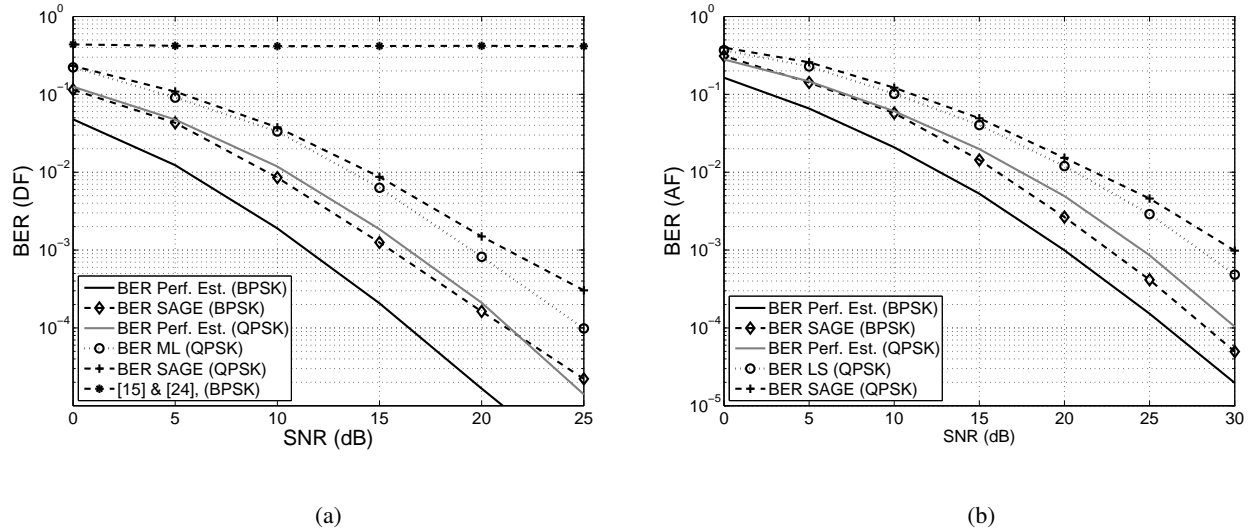 10^0
10^-1
10^-2
10^-3
10^-4
BER (DF)
0 5 10 15 20 25
SNR (dB)
BER Perf. Est. (BPSK)
BER SAGE (BPSK)
BER Perf. Est. (QPSK)
BER ML (QPSK)
BER SAGE (QPSK)
[15] & [24], (BPSK)
(a)
10^0
10^-1
10^-2
10^-3
10^-4
10^-5
BER (AF)
0 5 10 15 20 25 30
SNR (dB)
BER Perf. Est. (BPSK)
BER SAGE (BPSK)
BER Perf. Est. (QPSK)
BER LS (QPSK)
BER SAGE (QPSK)
(b)